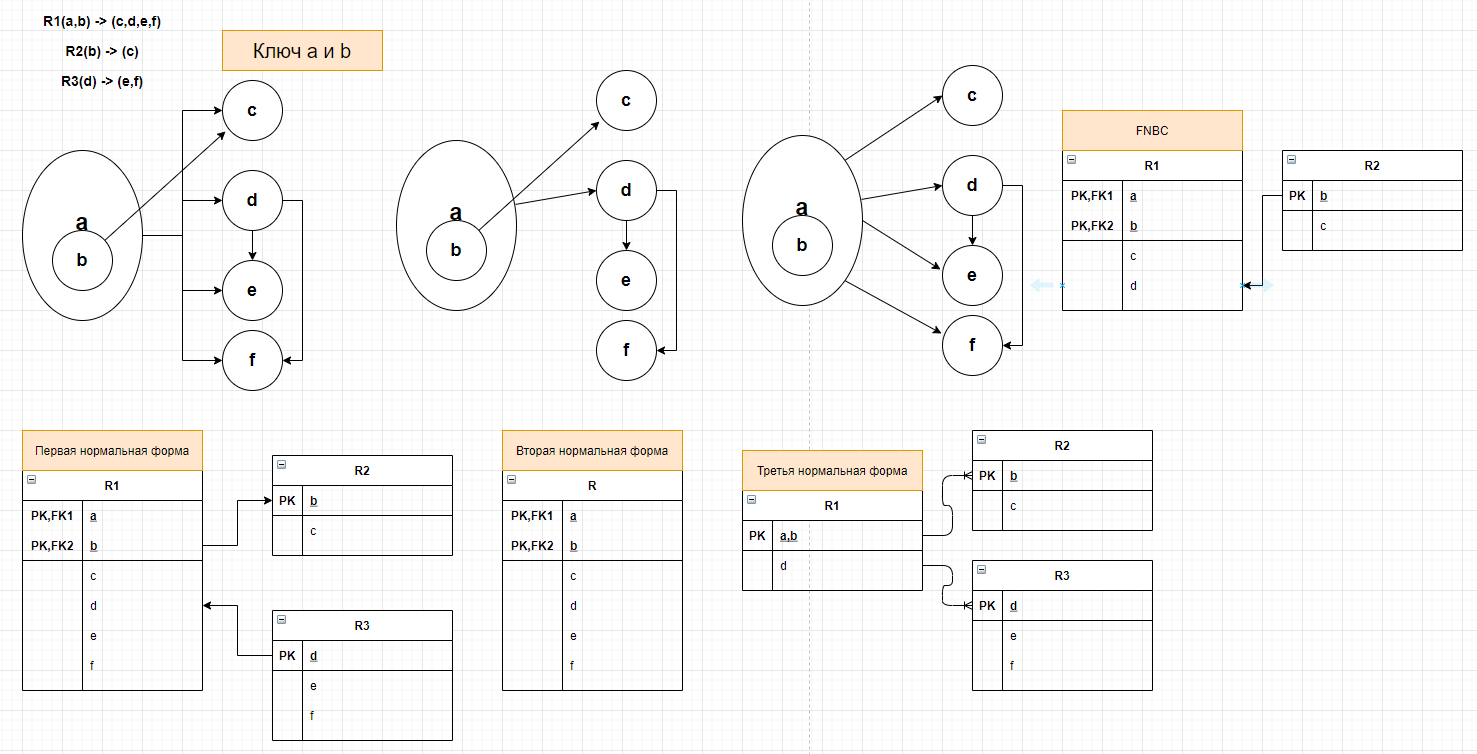 R1(a,b) -> (c,d,e,f)
R2(b) -> (c)
R3(d) -> (e,f)
Ключ a и b
c
a
b
d
e
f
c
a
b
d
e
f
c
a
b
d
e
f
FNBC
R1
PK,FK1 a
PK,FK2 b
c
d
R2
PK b
c
Первая нормальная форма
R1
PK,FK1 a
PK,FK2 b
c
d
e
f
R2
PK b
c
R3
PK d
e
f
Вторая нормальная форма
R
PK,FK1 a
PK,FK2 b
c
d
e
f
Третья нормальная форма
R1
PK a,b
d
R2
PK b
c
R3
PK d
e
f